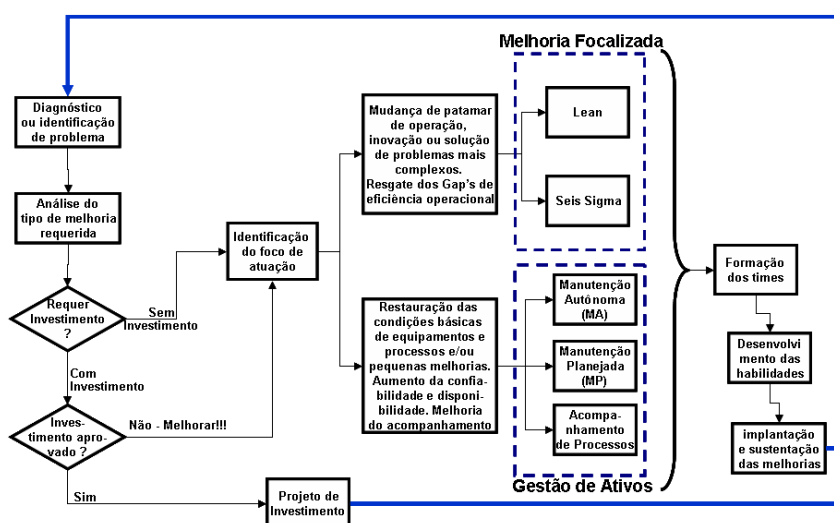 Melhoria Focalizada
Diagnóstico
ou identificação
de problema
Análise do
tipo de melhoria
requerida
Requer
Investimento
?
Sem
Investimento
Com
Investimento
Inves-
timento apro-
vado ?
Não - Melhorar!!!
Sim
Projeto de
Investimento
Identificação
do foco de
atuação
Mudança de patamar
de operação,
inovação ou solução
de problemas mais
complexos.
Resgate dos Gap's de
eficiência operacional
Lean
Seis Sigma
Restauração das
condições básicas
de equipamentos e
processos e/ou
pequenas melhorias.
Aumento da confia-
bilidade e disponi-
bilidade. Melhoria
do acompanhamento
Manutenção
Autônoma
(MA)
Manutenção
Planejada
(MP)
Acompa-
nhamento
de Processos
Gestão de Ativos
Formação
dos times
Desenvolvi
mento das
habilidades
implantação
e sustentação
das melhorias